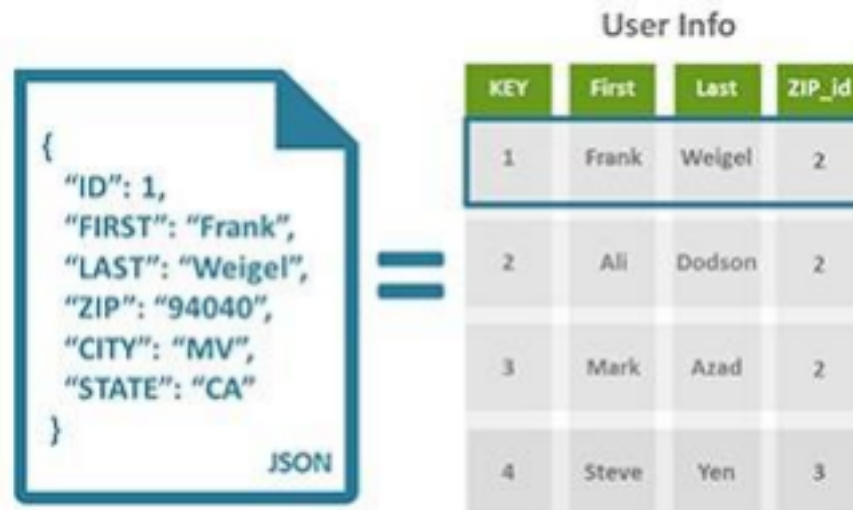 {
"ID": 1,
"FIRST": "Frank",
"LAST": "Weigel",
"ZIP": "94040",
"CITY": "MV",
"STATE": "CA"
}
JSON
=
User Info
KEY First Last ZIP_id
1 Frank Weigel 2
2 Ali Dodson 2
3 Mark Azad 2
4 Steve Yen 3